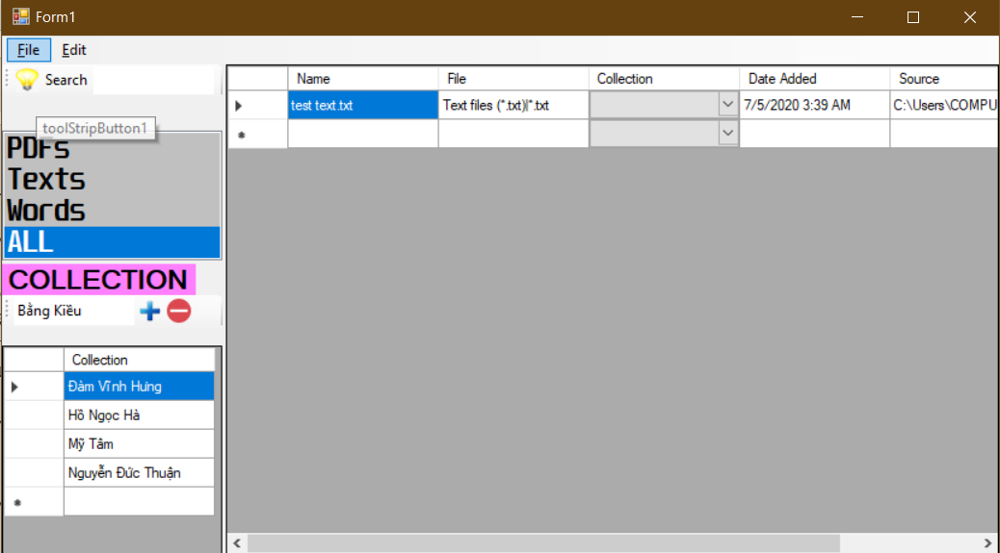 Form1
File Edit
Search
toolStripButton1
PDFs
Texts
Words
ALL
COLLECTION
Bằng Kiều
Collection
Đàm Vĩnh Hưng
Hồ Ngọc Hà
Mỹ Tâm
Nguyễn Đức Thuận
Name File Collection Date Added Source
test text.txt Text files (*.txt)|*.txt 7/5/2020 3:39 AM C:\Users\COMPU